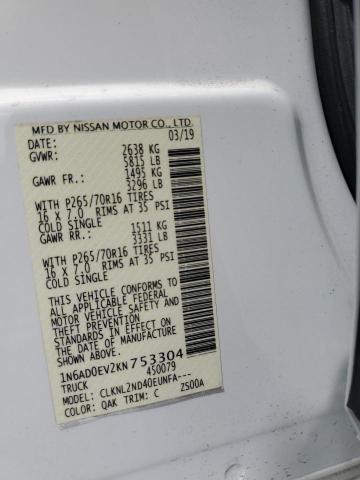 MFD BY NISSAN MOTOR CO., LTD.
DATE: 03/19
GVWR: 2638 KG
5815 LB
GAWR FR.: 1495 KG
3296 LB
WITH P265/70R16 TIRES
16 X 7.0 RIMS AT 35 PSI
COLD SINGLE
GAWR RR.: 1511 KG
3331 LB
WITH P265/70R16 TIRES
16 X 7.0 RIMS AT 35 PSI
COLD SINGLE
THIS VEHICLE CONFORMS TO
ALL APPLICABLE FEDERAL
MOTOR VEHICLE SAFETY
AND THEFT PREVENTION
STANDARDS IN EFFECT ON
THE DATE OF MANUFACTURE
SHOWN ABOVE.
1N6AD0EV2KN753304
TRUCK 450079
MODEL: CLKNL2ND40EUNFA---
COLOR: QAK TRIM: C Z500A